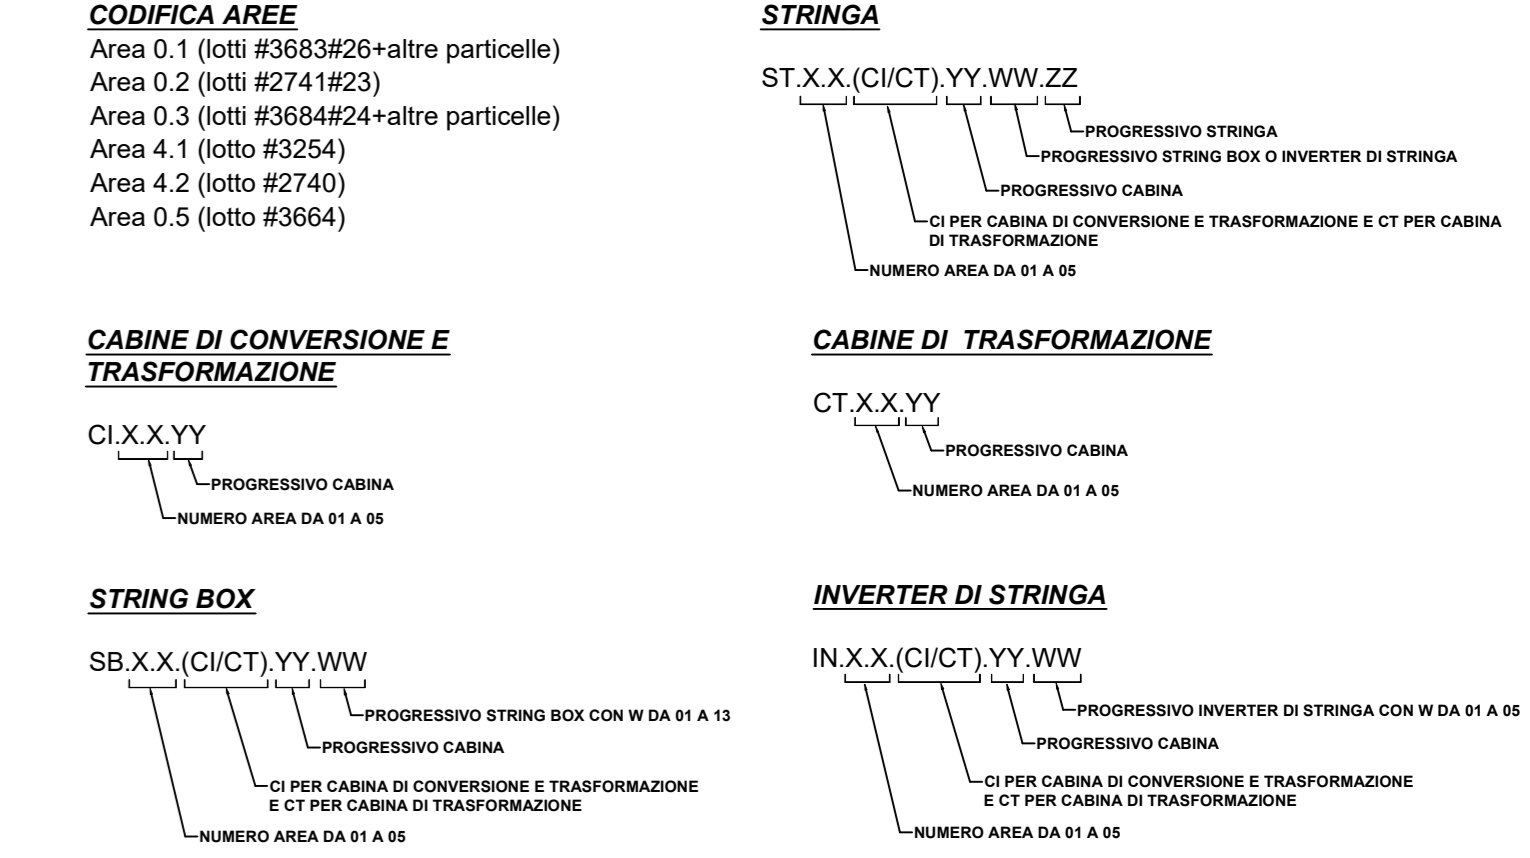 CODIFICA AREE
Area 0.1 (lotti #3683#26+altre particelle)
Area 0.2 (lotti #2741#23)
Area 0.3 (lotti #3684#24+altre particelle)
Area 4.1 (lotto #3254)
Area 4.2 (lotto #2740)
Area 0.5 (lotto #3664)
STRINGA
ST.X.X.(CI/CT).YY.WW.ZZ
PROGRESSIVO STRINGA
PROGRESSIVO STRING BOX O INVERTER DI STRINGA
PROGRESSIVO CABINA
CI PER CABINA DI CONVERSIONE E TRASFORMAZIONE E CT PER CABINA
DI TRASFORMAZIONE
NUMERO AREA DA 01 A 05
CABINE DI CONVERSIONE E
TRASFORMAZIONE
CI.X.X.YY
PROGRESSIVO CABINA
NUMERO AREA DA 01 A 05
CABINE DI  TRASFORMAZIONE
CT.X.X.YY
PROGRESSIVO CABINA
NUMERO AREA DA 01 A 05
STRING BOX
SB.X.X.(CI/CT).YY.WW
PROGRESSIVO STRING BOX CON W DA 01 A 13
PROGRESSIVO CABINA
CI PER CABINA DI CONVERSIONE E TRASFORMAZIONE
E CT PER CABINA DI TRASFORMAZIONE
NUMERO AREA DA 01 A 05
INVERTER DI STRINGA
IN.X.X.(CI/CT).YY.WW
PROGRESSIVO INVERTER DI STRINGA CON W DA 01 A 05
PROGRESSIVO CABINA
CI PER CABINA DI CONVERSIONE E TRASFORMAZIONE
E CT PER CABINA DI TRASFORMAZIONE
NUMERO AREA DA 01 A 05